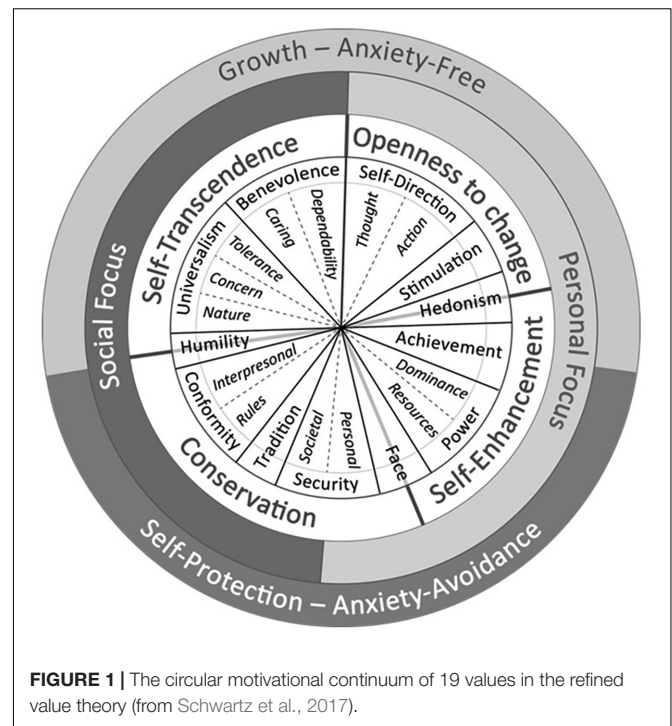 Growth – Anxiety-Free
Social Focus
Personal Focus
Self-Protection – Anxiety-Avoidance
Self-Transcendence
Openness to change
Self-Enhancement
Conservation
Benevolence
Caring
Dependability
Self-Direction
Thought
Action
Stimulation
Hedonism
Achievement
Dominance
Resources
Power
Face
Security
Personal
Societal
Tradition
Conformity
Rules
Interpresonal
Humility
Universalism
Nature
Concern
Tolerance
FIGURE 1 | The circular motivational continuum of 19 values in the refined
value theory (from Schwartz et al., 2017).